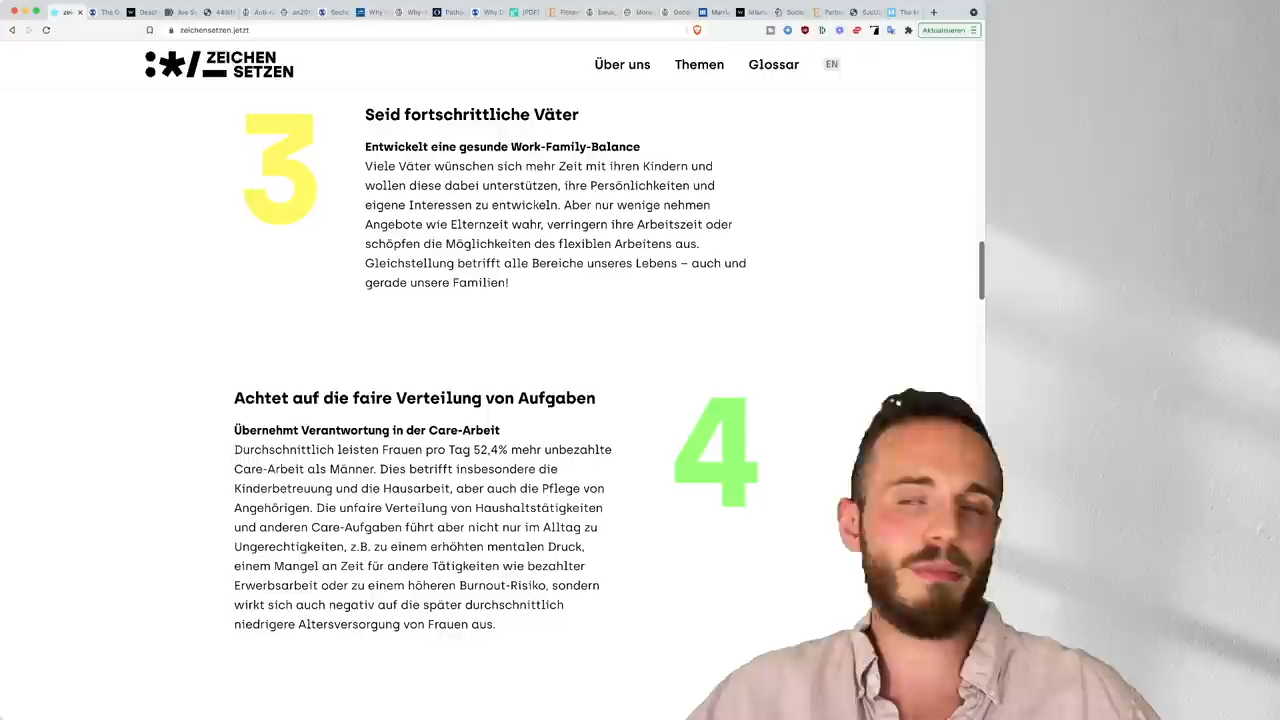 zeichensetzen.jetzt
Aktualisieren
:*/_ ZEICHEN
SETZEN
Über uns
Themen
Glossar
EN
3
Seid fortschrittliche Väter
Entwickelt eine gesunde Work-Family-Balance
Viele Väter wünschen sich mehr Zeit mit ihren Kindern und
wollen diese dabei unterstützen, ihre Persönlichkeiten und
eigene Interessen zu entwickeln. Aber nur wenige nehmen
Angebote wie Elternzeit wahr, verringern ihre Arbeitszeit oder
schöpfen die Möglichkeiten des flexiblen Arbeitens aus.
Gleichstellung betrifft alle Bereiche unseres Lebens – auch und
gerade unsere Familien!
Achtet auf die faire Verteilung von Aufgaben
4
Übernehmt Verantwortung in der Care-Arbeit
Durchschnittlich leisten Frauen pro Tag 52,4% mehr unbezahlte
Care-Arbeit als Männer. Dies betrifft insbesondere die
Kinderbetreuung und die Hausarbeit, aber auch die Pflege von
Angehörigen. Die unfaire Verteilung von Haushaltstätigkeiten
und anderen Care-Aufgaben führt aber nicht nur im Alltag zu
Ungerechtigkeiten, z.B. zu einem erhöhten mentalen Druck,
einem Mangel an Zeit für andere Tätigkeiten wie bezahlter
Erwerbsarbeit oder zu einem höheren Burnout-Risiko, sondern
wirkt sich auch negativ auf die später durchschnittlich
niedrigere Altersversorgung von Frauen aus.